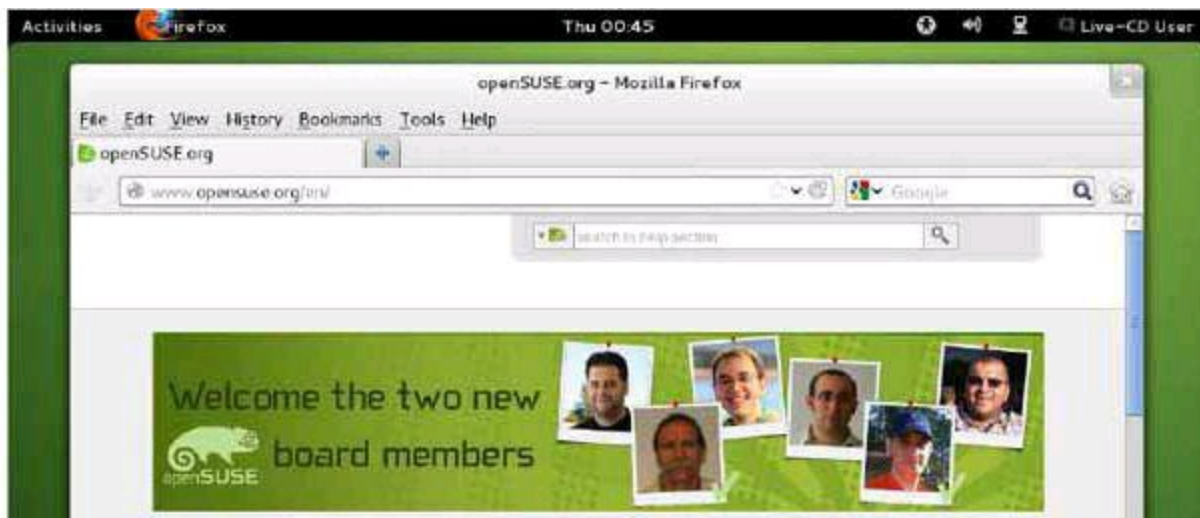 Activities Firefox Thu 00:45 Live-CD User
openSUSE.org - Mozilla Firefox
File Edit View History Bookmarks Tools Help
openSUSE.org
www.opensuse.org/en/ Google
search in help section
Welcome the two new
openSUSE board members